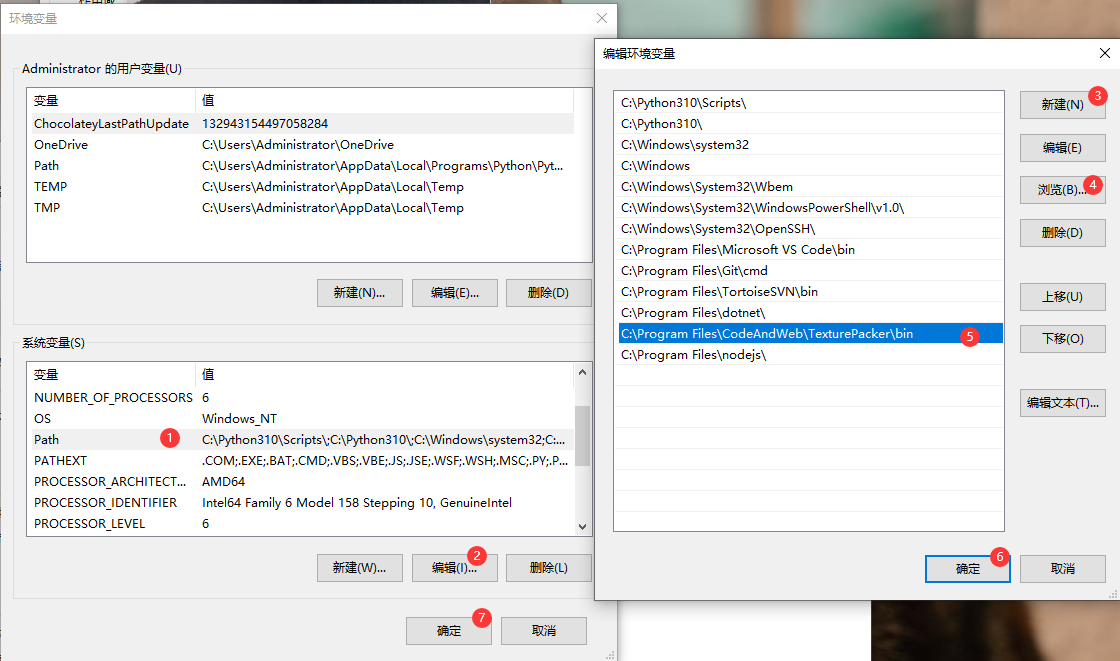 环境变量
Administrator 的用户变量(U)
变量 值
ChocolateyLastPathUpdate 132943154497058284
OneDrive C:\Users\Administrator\OneDrive
Path C:\Users\Administrator\AppData\Local\Programs\Python\Pyt...
TEMP C:\Users\Administrator\AppData\Local\Temp
TMP C:\Users\Administrator\AppData\Local\Temp
新建(N)... 编辑(E)... 删除(D)
系统变量(S)
变量 值
NUMBER_OF_PROCESSORS 6
OS Windows_NT
Path 1 C:\Python310\Scripts\;C:\Python310\;C:\Windows\system32;C:...
PATHEXT .COM;.EXE;.BAT;.CMD;.VBS;.VBE;.JS;.JSE;.WSF;.WSH;.MSC;.PY;.P...
PROCESSOR_ARCHITECT... AMD64
PROCESSOR_IDENTIFIER Intel64 Family 6 Model 158 Stepping 10, GenuineIntel
PROCESSOR_LEVEL 6
新建(W)... 编辑(I)... 2 删除(L)
确定 7 取消
编辑环境变量
C:\Python310\Scripts\
C:\Python310\
C:\Windows\system32
C:\Windows
C:\Windows\System32\Wbem
C:\Windows\System32\WindowsPowerShell\v1.0\
C:\Windows\System32\OpenSSH\
C:\Program Files\Microsoft VS Code\bin
C:\Program Files\Git\cmd
C:\Program Files\TortoiseSVN\bin
C:\Program Files\dotnet\
C:\Program Files\CodeAndWeb\TexturePacker\bin 5
C:\Program Files\nodejs\
新建(N) 3
编辑(E)
浏览(B)... 4
删除(D)
上移(U)
下移(O)
编辑文本(T)...
确定 6 取消